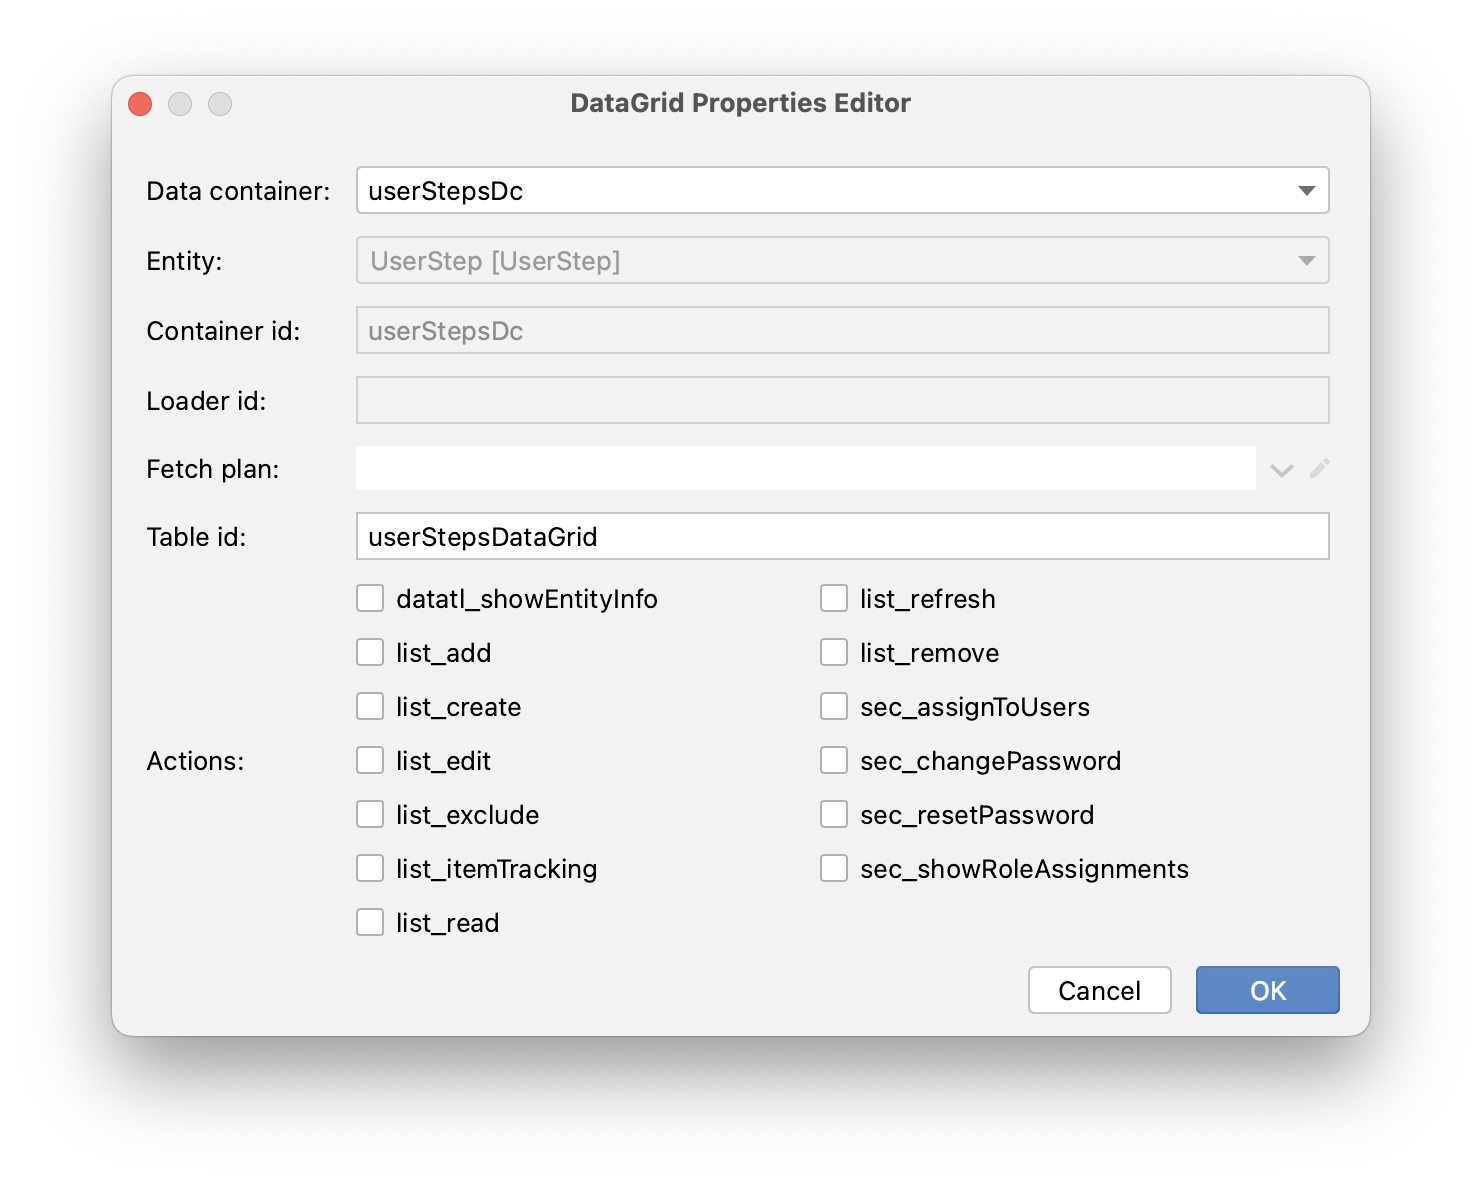 DataGrid Properties Editor
Data container: userStepsDc
Entity: UserStep [UserStep]
Container id: userStepsDc
Loader id:
Fetch plan:
Table id: userStepsDataGrid
datatl_showEntityInfo list_refresh
list_add list_remove
list_create sec_assignToUsers
Actions: list_edit sec_changePassword
list_exclude sec_resetPassword
list_itemTracking sec_showRoleAssignments
list_read
Cancel OK